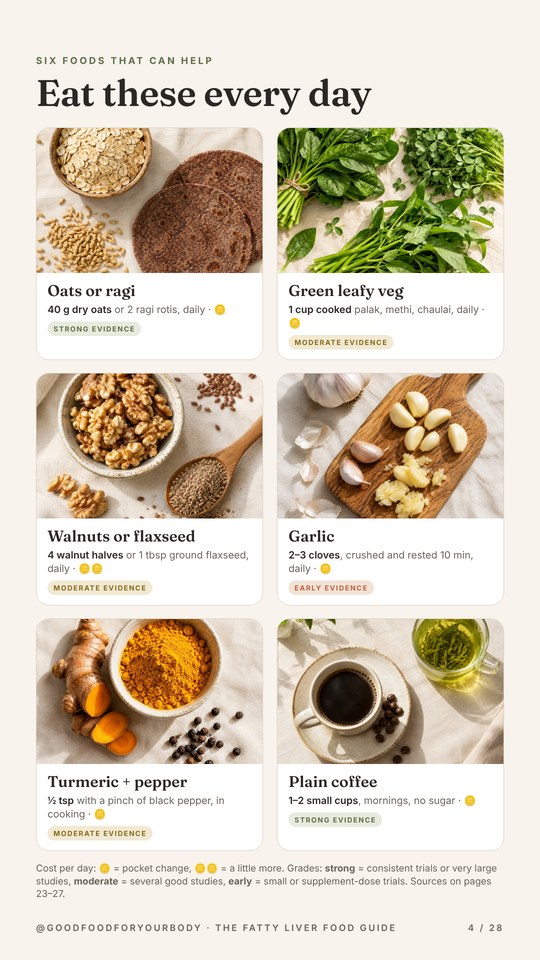 SIX FOODS THAT CAN HELP
Eat these every day
Oats or ragi
40 g dry oats or 2 ragi rotis, daily · 🪙
STRONG EVIDENCE
Green leafy veg
1 cup cooked palak, methi, chaulai, daily ·
🪙
MODERATE EVIDENCE
Walnuts or flaxseed
4 walnut halves or 1 tbsp ground flaxseed,
daily · 🪙🪙
MODERATE EVIDENCE
Garlic
2–3 cloves, crushed and rested 10 min,
daily · 🪙
EARLY EVIDENCE
Turmeric + pepper
½ tsp with a pinch of black pepper, in
cooking · 🪙
MODERATE EVIDENCE
Plain coffee
1–2 small cups, mornings, no sugar · 🪙
STRONG EVIDENCE
Cost per day: 🪙 = pocket change, 🪙🪙 = a little more. Grades: strong = consistent trials or very large
studies, moderate = several good studies, early = small or supplement-dose trials. Sources on pages
23–27.
@GOODFOODFORYOURBODY · THE FATTY LIVER FOOD GUIDE
4 / 28